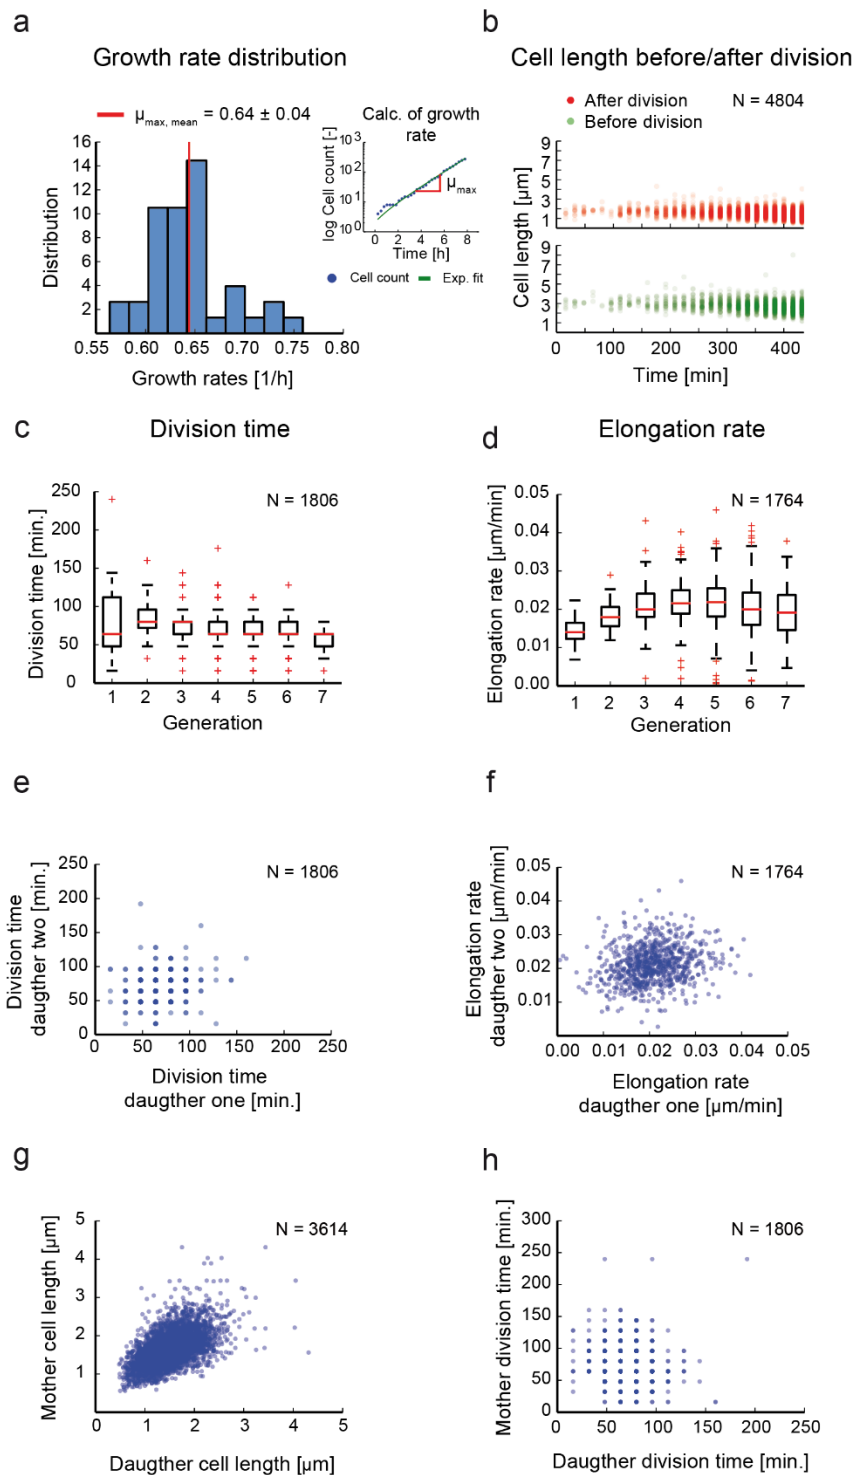 a
Growth rate distribution
μmax, mean = 0.64 ± 0.04
16
14
12
10
8
6
4
2
Distribution
0.55 0.60 0.65 0.70 0.75 0.80
Growth rates [1/h]
Calc. of growth
rate
log Cell count [-]
10^3
10^2
10^1
10^0
μmax
0 2 4 6 8
Time [h]
Cell count
Exp. fit
b
Cell length before/after division
After division
Before division
N = 4804
9
7
5
3
1
9
7
5
3
1
Cell length [µm]
0 100 200 300 400
Time [min]
c
Division time
N = 1806
250
200
150
100
50
0
Division time [min.]
1 2 3 4 5 6 7
Generation
d
Elongation rate
N = 1764
0.05
0.04
0.03
0.02
0.01
0.00
Elongation rate [µm/min]
1 2 3 4 5 6 7
Generation
e
N = 1806
250
200
150
100
50
0
Division time
daugther two [min.]
0 50 100 150 200 250
Division time
daugther one [min.]
f
N = 1764
0.05
0.04
0.03
0.02
0.01
Elongation rate
daugther two [µm/min]
0.00 0.01 0.02 0.03 0.04 0.05
Elongation rate
daugther one [µm/min]
g
N = 3614
5
4
3
2
1
Mother cell length [µm]
0 1 2 3 4 5
Daugther cell length [µm]
h
N = 1806
300
250
200
150
100
50
0
Mother division time [min.]
0 50 100 150 200 250
Daugther division time [min.]